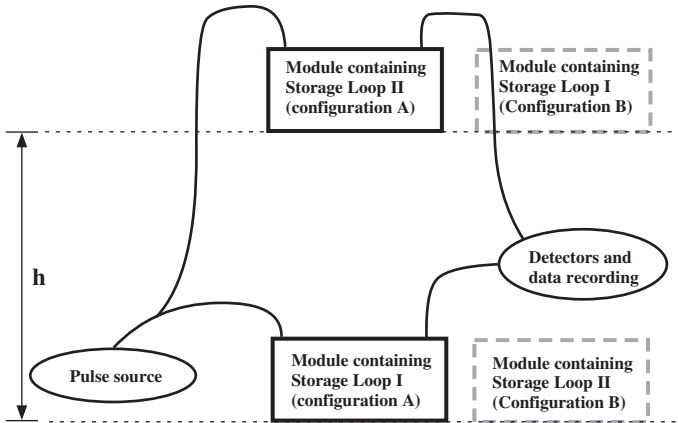 Module containing
Storage Loop II
(configuration A)
Module containing
Storage Loop I
(Configuration B)
h
Detectors and
data recording
Pulse source
Module containing
Storage Loop I
(configuration A)
Module containing
Storage Loop II
(Configuration B)